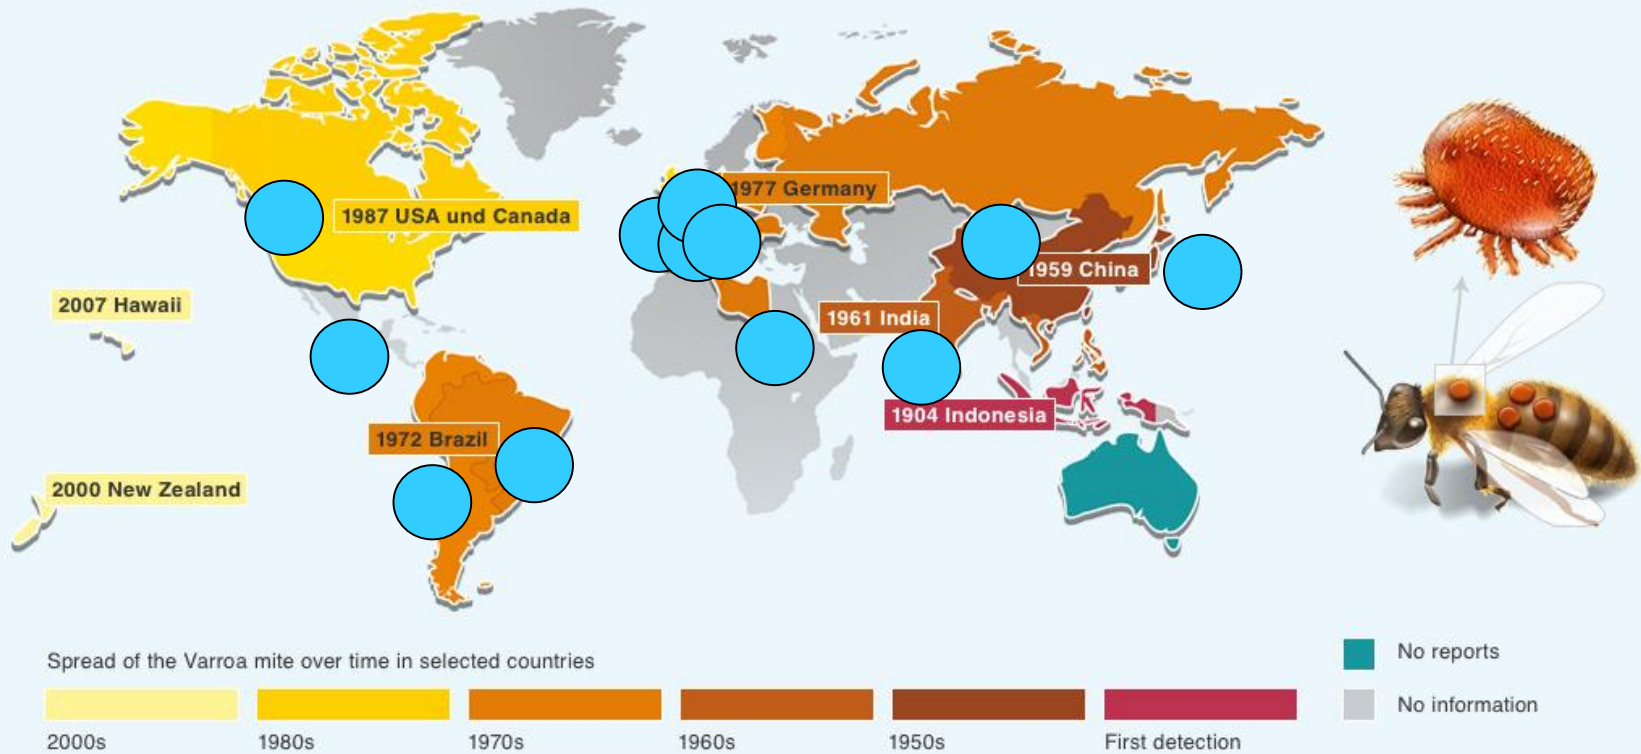 1977 Germany
1987 USA und Canada
1959 China
2007 Hawaii
1961 India
1904 Indonesia
1972 Brazil
2000 New Zealand
Spread of the Varroa mite over time in selected countries
No reports
No information
2000s
1980s
1970s
1960s
1950s
First detection